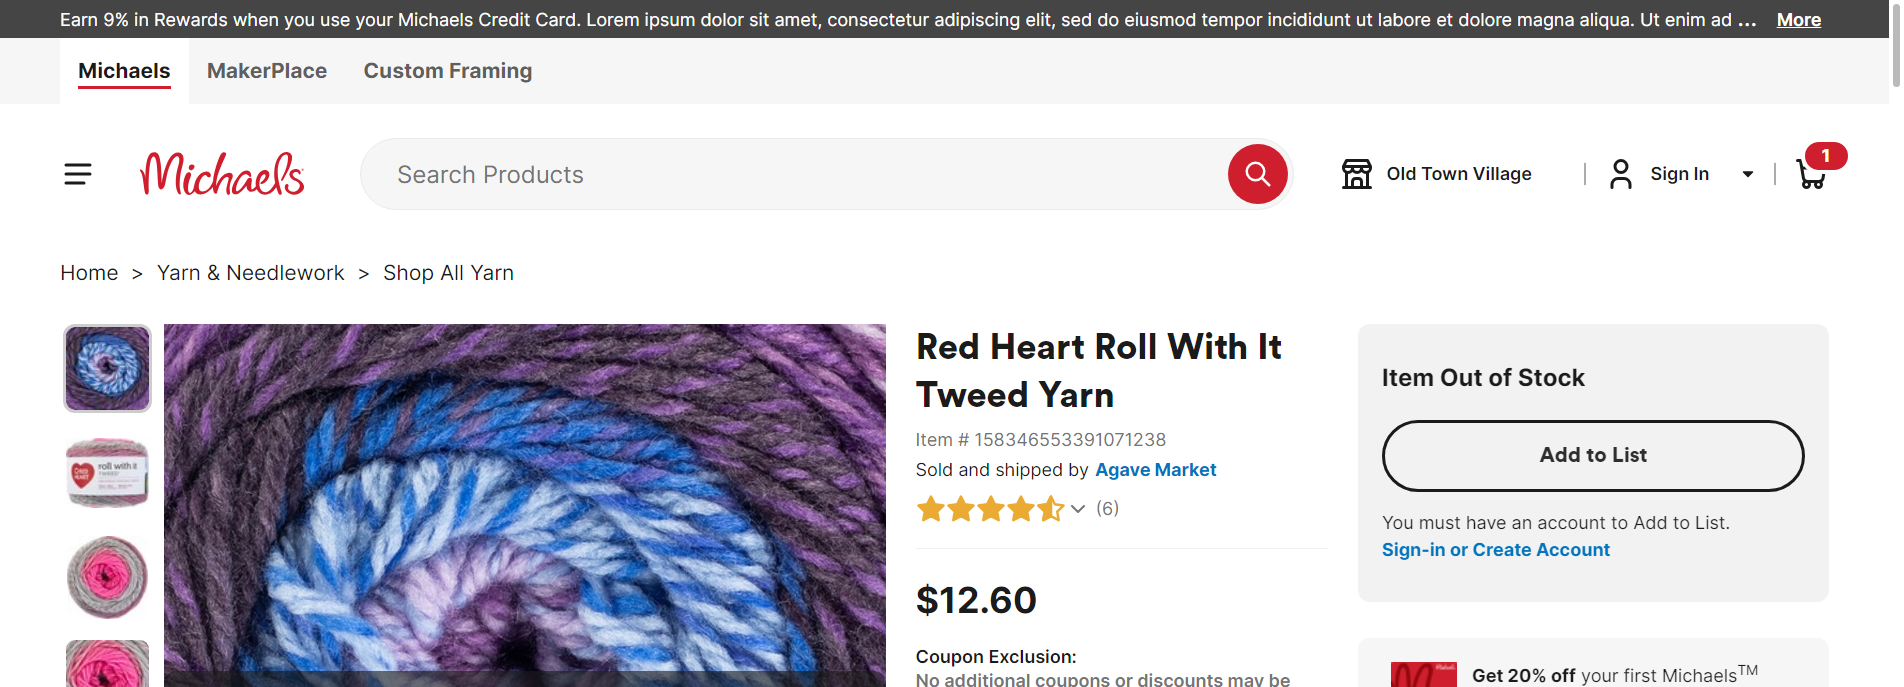 Earn 9% in Rewards when you use your Michaels Credit Card. Lorem ipsum dolor sit amet, consectetur adipiscing elit, sed do eiusmod tempor incididunt ut labore et dolore magna aliqua. Ut enim ad ... More
Michaels MakerPlace Custom Framing
Michaels Search Products Old Town Village Sign In 1
Home > Yarn & Needlework > Shop All Yarn
Red Heart Roll With It
Tweed Yarn
Item # 158346553391071238
Sold and shipped by Agave Market
(6)
$12.60
Coupon Exclusion:
No additional coupons or discounts may be
Item Out of Stock
Add to List
You must have an account to Add to List.
Sign-in or Create Account
Get 20% off your first Michaels™
roll with it
TWEED